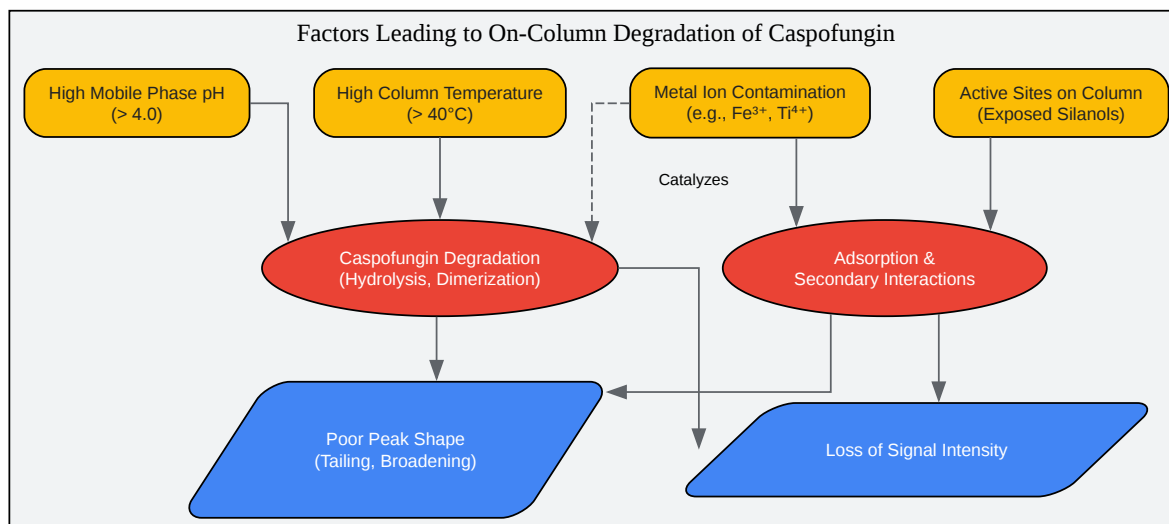 Factors Leading to On-Column Degradation of Caspofungin
High Mobile Phase pH
(> 4.0)
High Column Temperature
(> 40°C)
Metal Ion Contamination
(e.g., Fe³⁺, Ti⁴⁺)
Active Sites on Column
(Exposed Silanols)
Catalyzes
Caspofungin Degradation
(Hydrolysis, Dimerization)
Adsorption &
Secondary Interactions
Poor Peak Shape
(Tailing, Broadening)
Loss of Signal Intensity